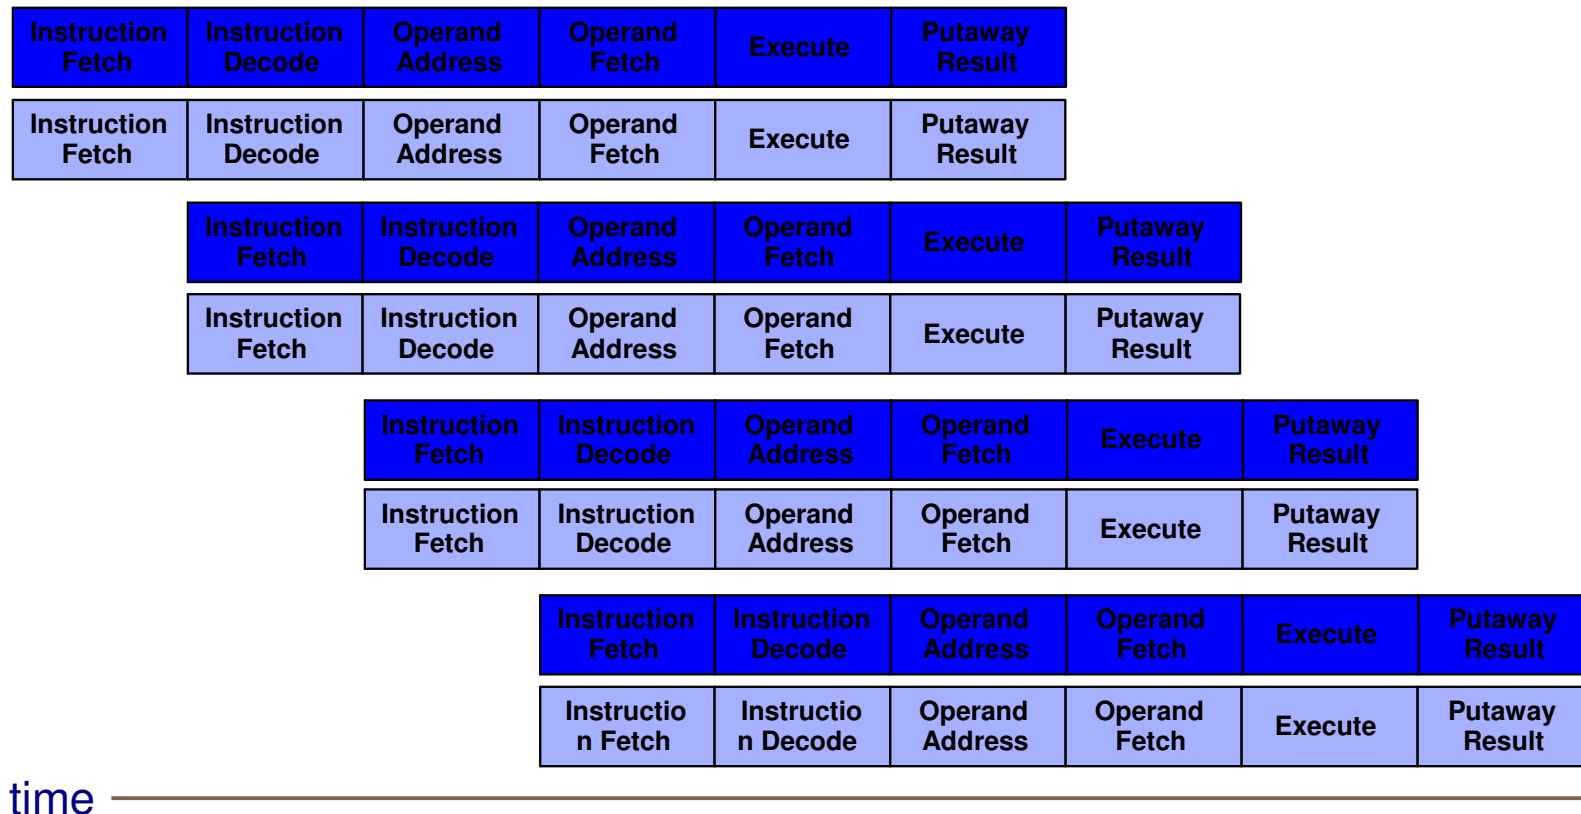 Instruction Instruction Operand Operand Execute Putaway
Fetch Decode Address Fetch Result
Instruction Instruction Operand Operand Execute Putaway
Fetch Decode Address Fetch Result
Instruction Instruction Operand Operand Execute Putaway
Fetch Decode Address Fetch Result
Instruction Instruction Operand Operand Execute Putaway
Fetch Decode Address Fetch Result
Instruction Instruction Operand Operand Execute Putaway
Fetch Decode Address Fetch Result
Instruction Instruction Operand Operand Execute Putaway
Fetch Decode Address Fetch Result
Instruction Instruction Operand Operand Execute Putaway
Fetch Decode Address Fetch Result
Instructio Instructio Operand Operand Execute Putaway
n Fetch n Decode Address Fetch Result
time